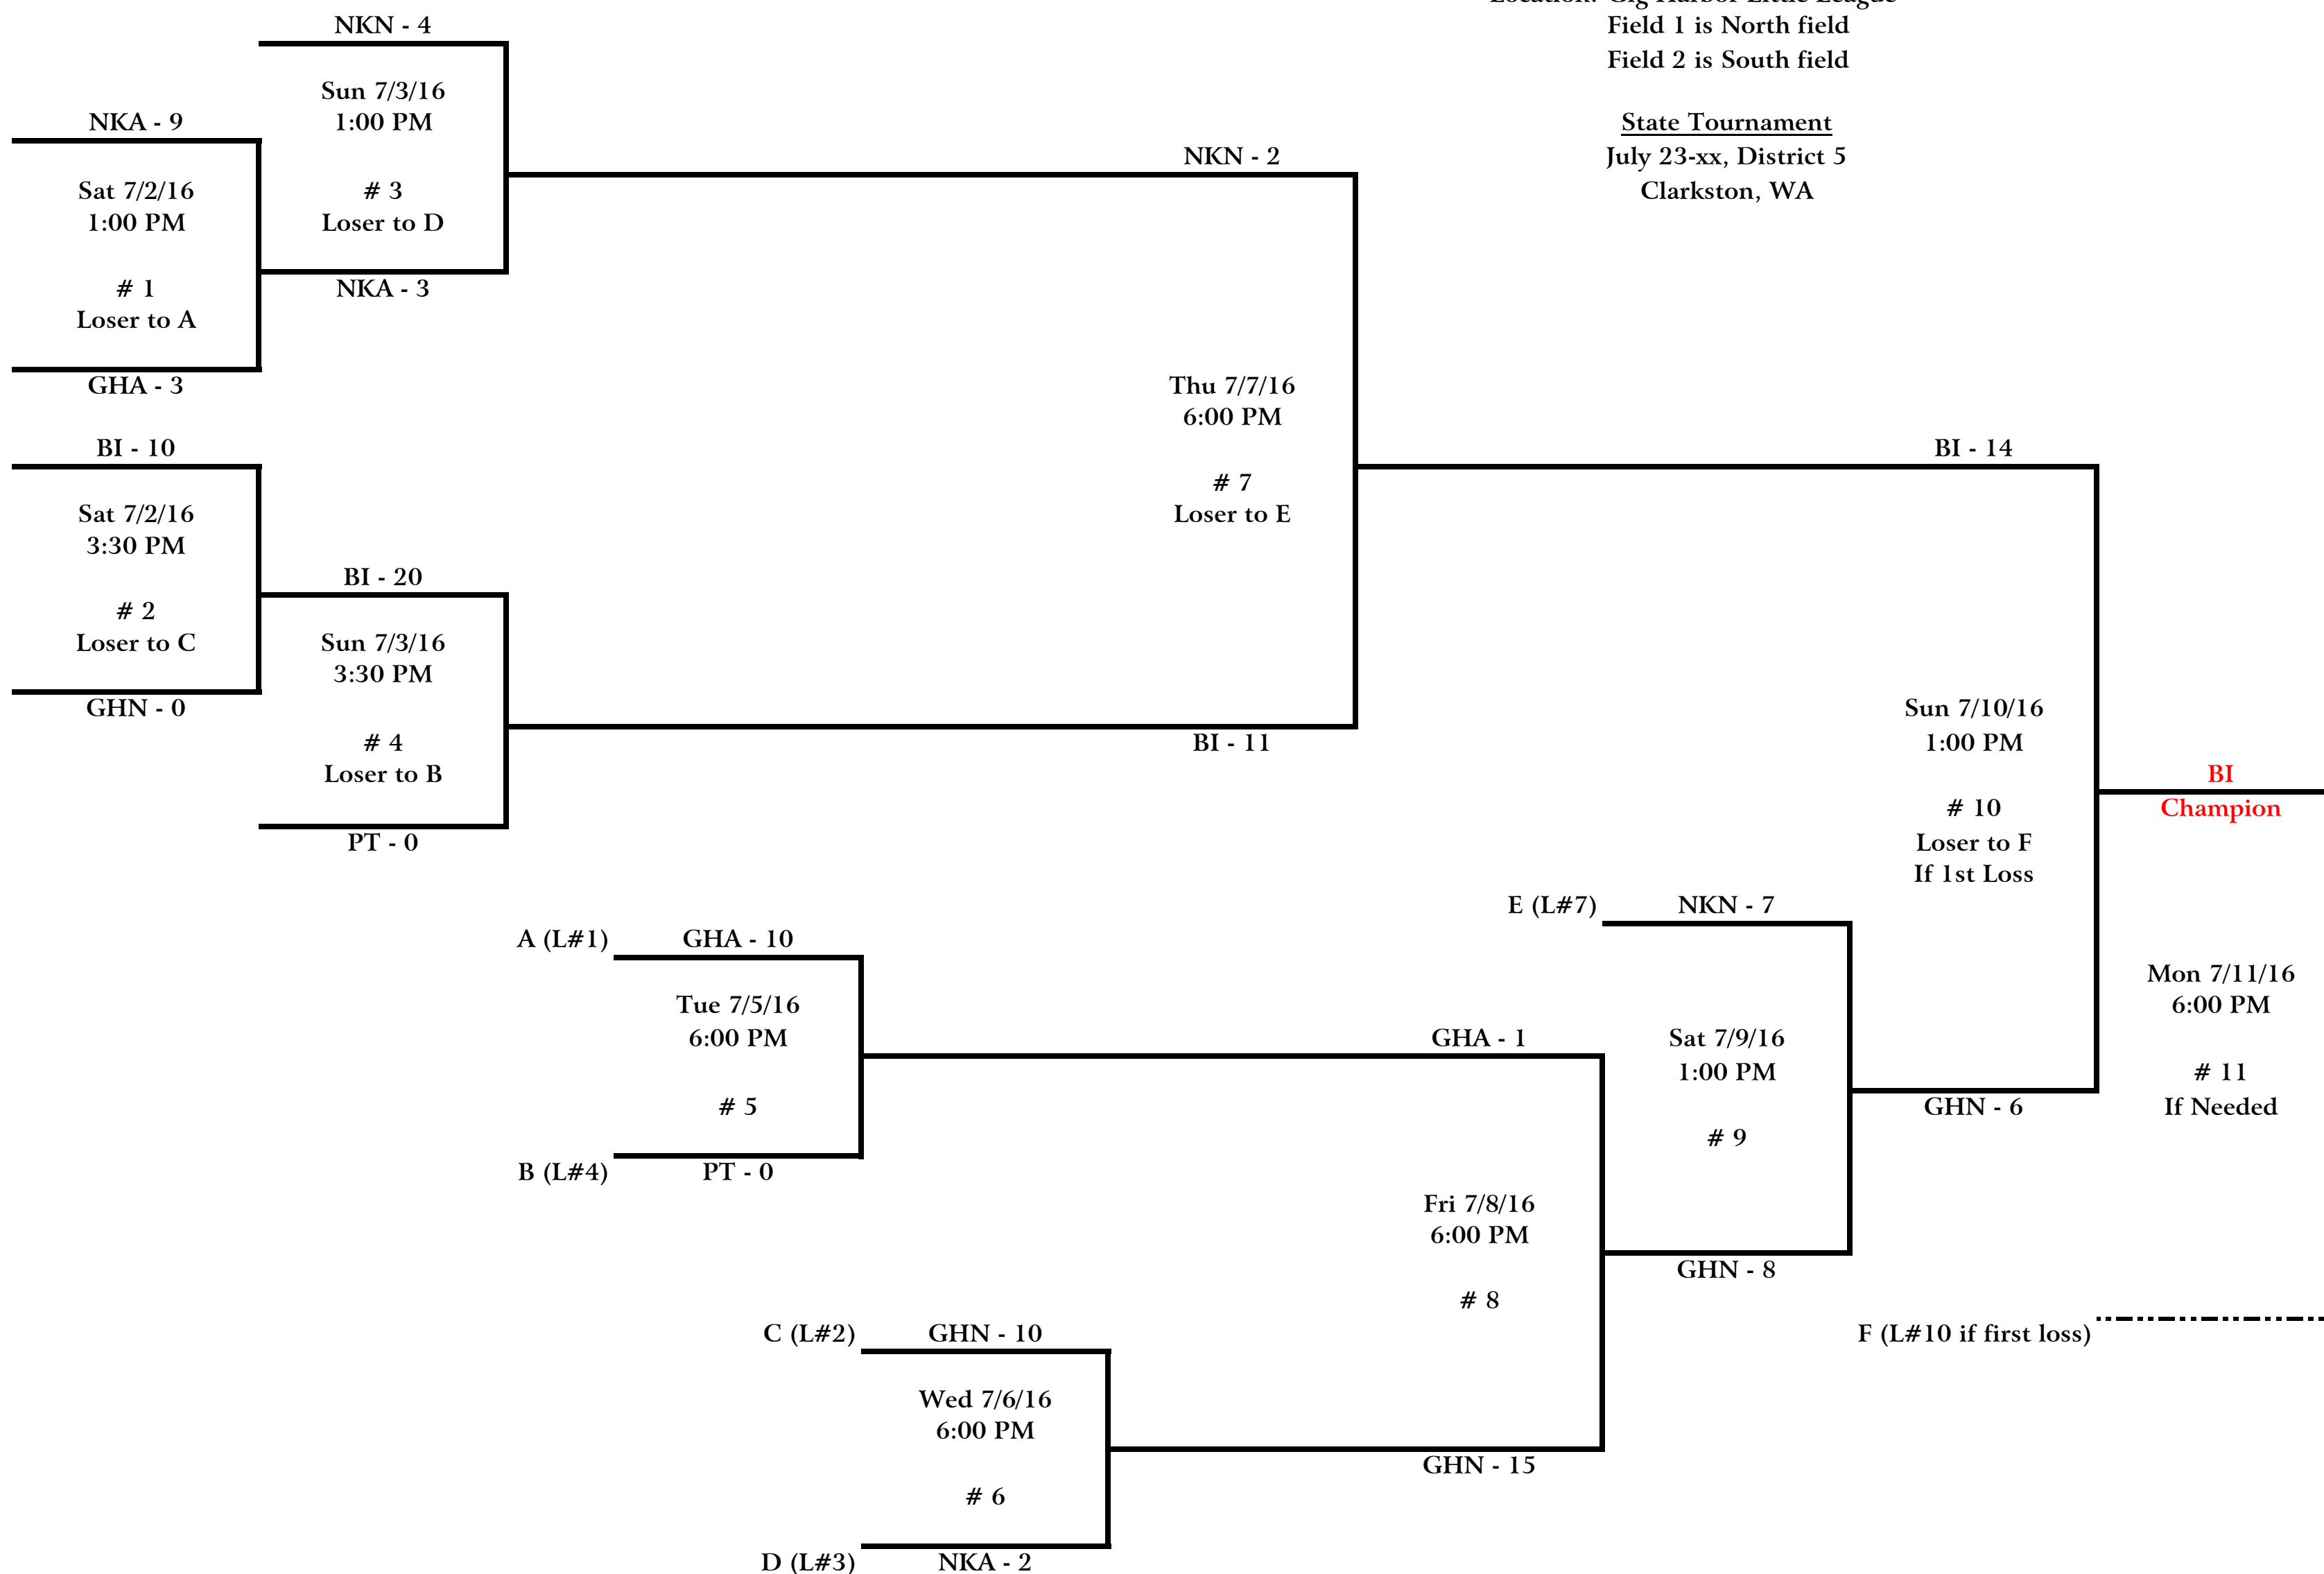 Location: Gig Harbor Little League
Field 1 is North field
Field 2 is South field
State Tournament
July 23-xx, District 5
Clarkston, WA
NKN - 4
Sun 7/3/16
1:00 PM
# 3
Loser to D
NKA - 3
NKA - 9
Sat 7/2/16
1:00 PM
# 1
Loser to A
GHA - 3
BI - 10
Sat 7/2/16
3:30 PM
# 2
Loser to C
GHN - 0
BI - 20
Sun 7/3/16
3:30 PM
# 4
Loser to B
PT - 0
NKN - 2
Thu 7/7/16
6:00 PM
# 7
Loser to E
BI - 11
BI - 14
Sun 7/10/16
1:00 PM
# 10
Loser to F
If 1st Loss
GHN - 6
BI
Champion
Mon 7/11/16
6:00 PM
# 11
If Needed
A (L#1)
GHA - 10
Tue 7/5/16
6:00 PM
# 5
B (L#4)
PT - 0
E (L#7)
NKN - 7
Sat 7/9/16
1:00 PM
# 9
GHN - 8
GHA - 1
Fri 7/8/16
6:00 PM
# 8
GHN - 15
C (L#2)
GHN - 10
Wed 7/6/16
6:00 PM
# 6
D (L#3)
NKA - 2
F (L#10 if first loss)